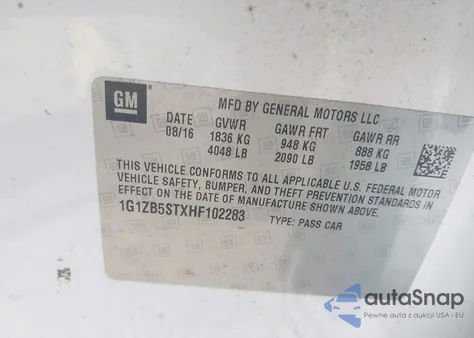 GM
MFD BY GENERAL MOTORS LLC
DATE GVWR GAWR FRT GAWR RR
08/16 1836 KG 948 KG 888 KG
4048 LB 2090 LB 1958 LB
THIS VEHICLE CONFORMS TO ALL APPLICABLE U.S. FEDERAL MOTOR
VEHICLE SAFETY, BUMPER, AND THEFT PREVENTION STANDARDS IN
EFFECT ON THE DATE OF MANUFACTURE SHOWN ABOVE.
1G1ZB5STXHF102283 TYPE: PASS CAR
autaSnap
Pewne auta z aukcji USA i EU